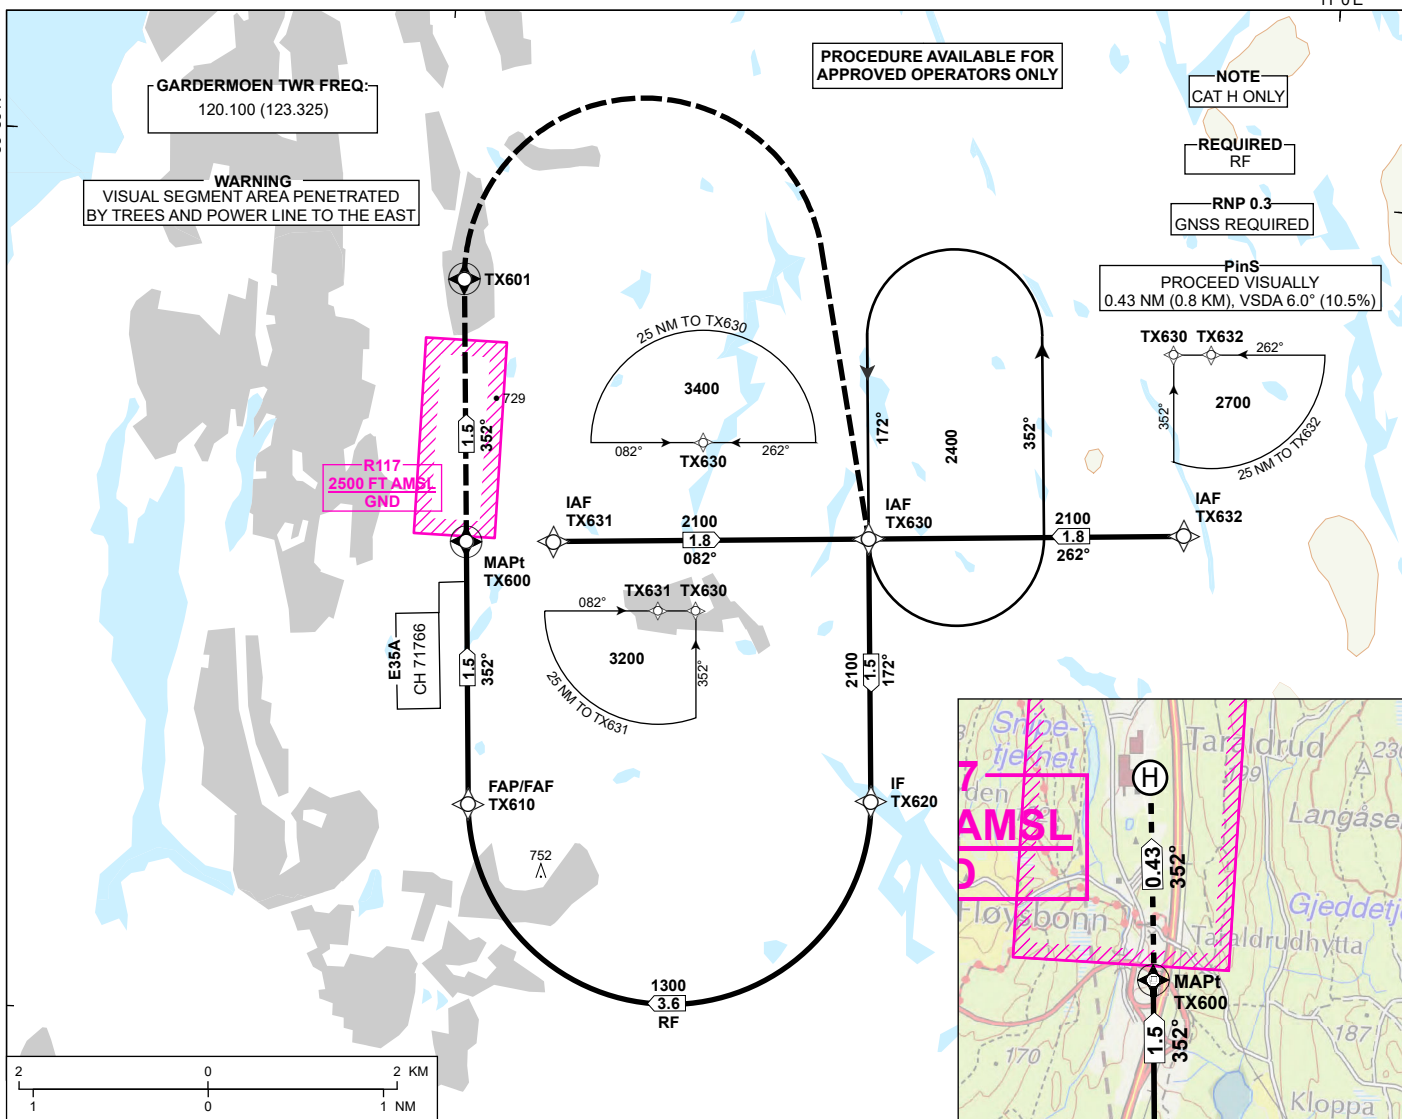 GARDERMOEN TWR FREQ:
120.100 (123.325)
WARNING
VISUAL SEGMENT AREA PENETRATED
BY TREES AND POWER LINE TO THE EAST
PROCEDURE AVAILABLE FOR
APPROVED OPERATORS ONLY
NOTE
CAT H ONLY
REQUIRED
RF
RNP 0.3
GNSS REQUIRED
PinS
PROCEED VISUALLY
0.43 NM (0.8 KM), VSDA 6.0° (10.5%)
TX601
729
1.5
352°
R117
2500 FT AMSL
GND
25 NM TO TX630
3400
082°
262°
TX630
172°
2400
352°
TX630 TX632
262°
352°
2700
25 NM TO TX632
IAF
TX631
2100
1.8
082°
IAF
TX630
2100
1.8
262°
IAF
TX632
MAPt
TX600
E35A
CH 71766
1.5
352°
TX631 TX630
082°
3200
352°
25 NM TO TX631
2100
1.5
172°
FAP/FAF
TX610
IF
TX620
752
1300
3.6
RF
2 0 2 KM
1 0 1 NM
Snipe-
tjernet
Taraldrud
den
7
AMSL
H
Langåse
0.43
352°
Fløysbonn
Gjeddetj
Taraldrudhytta
MAPt
TX600
1.5
352°
187
170
Kloppa